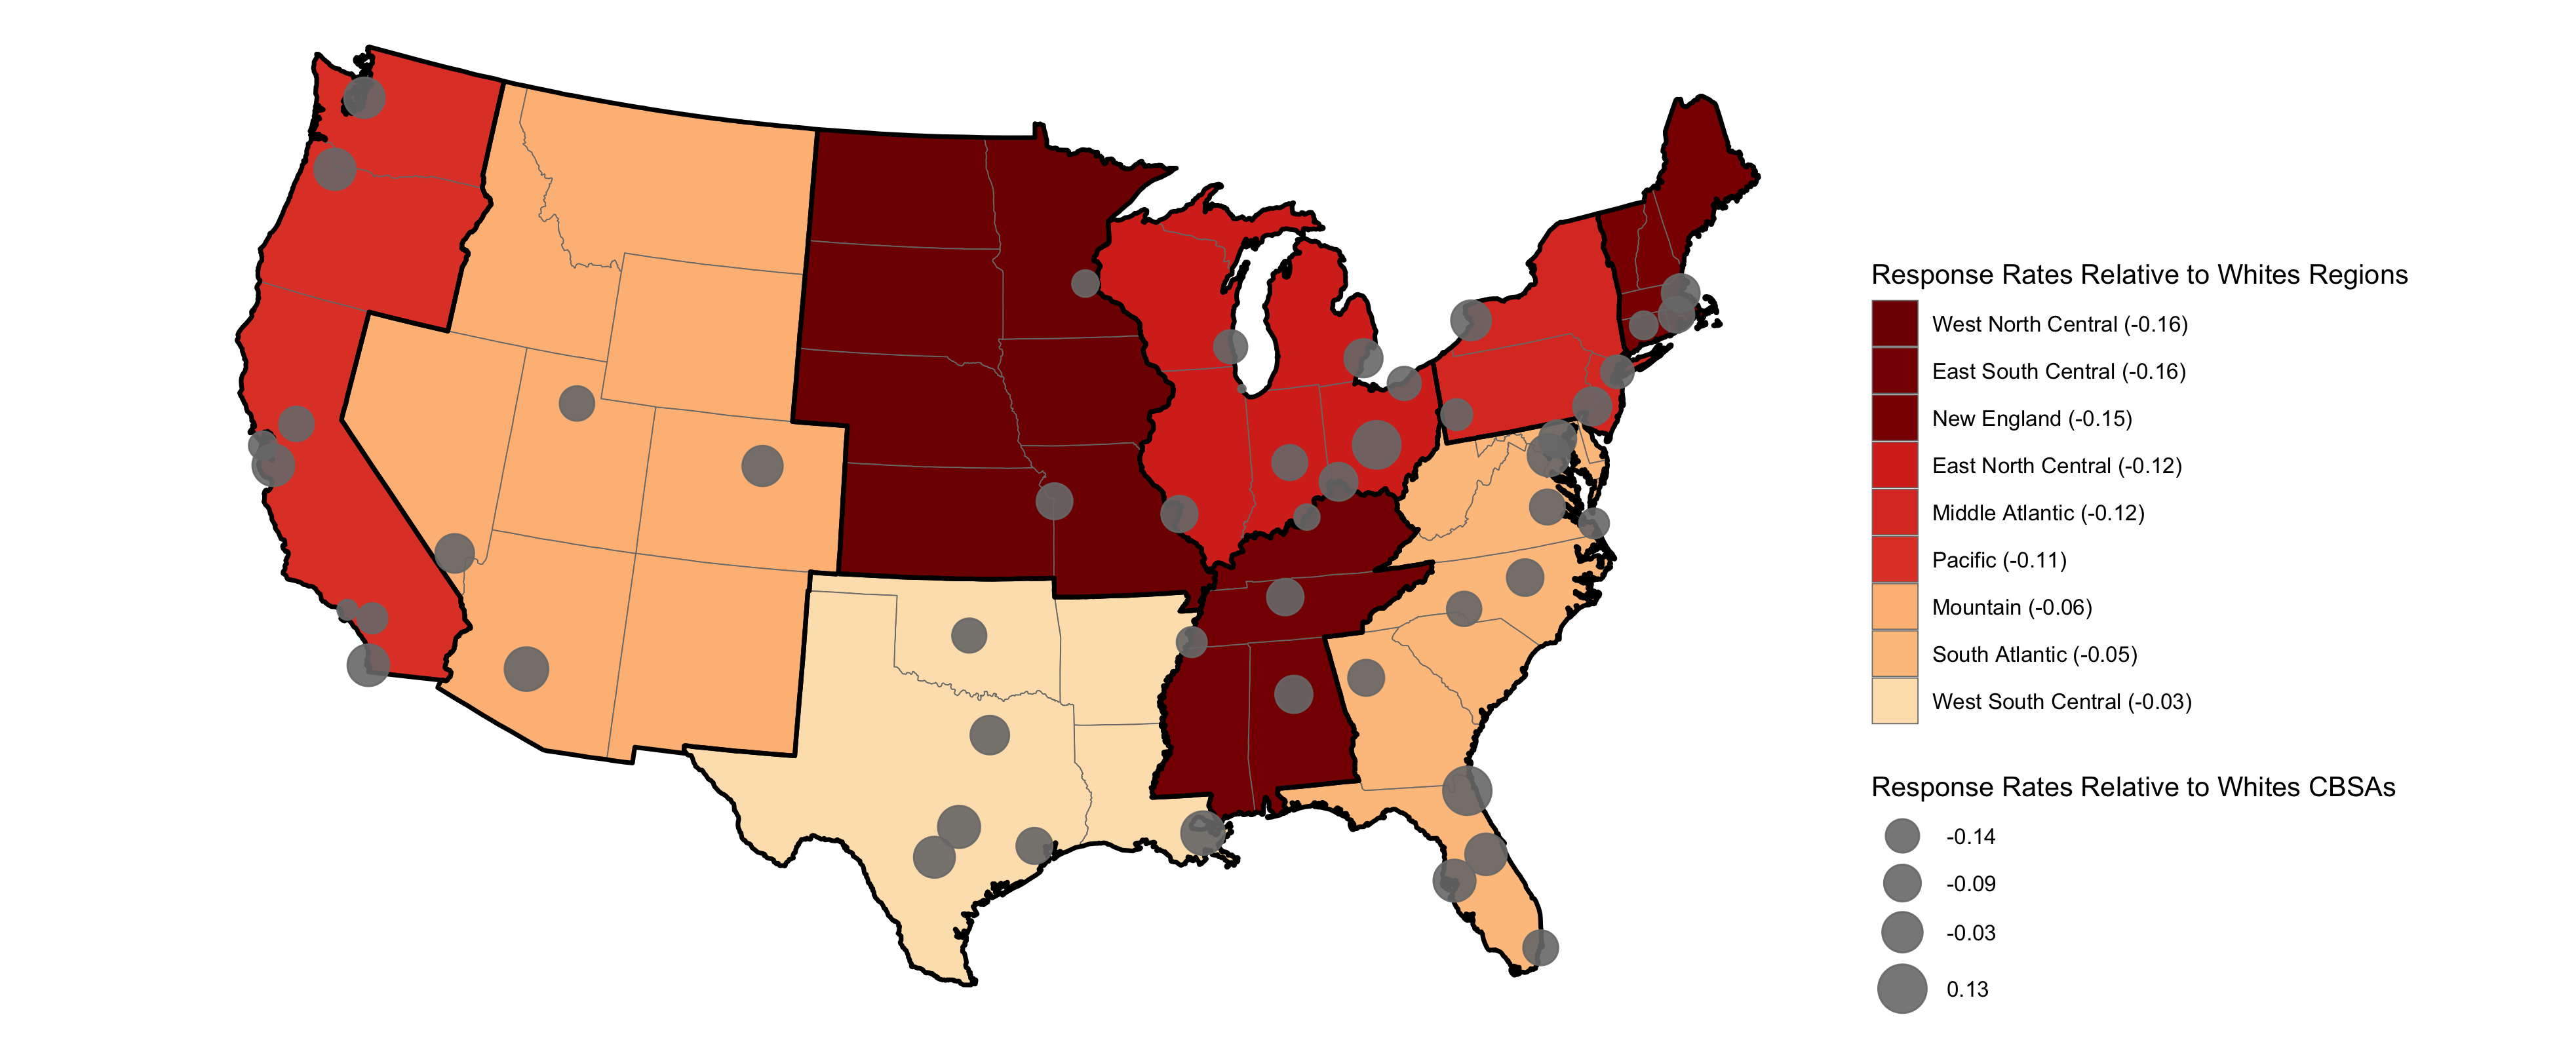 Response Rates Relative to Whites Regions
West North Central (-0.16)
East South Central (-0.16)
New England (-0.15)
East North Central (-0.12)
Middle Atlantic (-0.12)
Pacific (-0.11)
Mountain (-0.06)
South Atlantic (-0.05)
West South Central (-0.03)
Response Rates Relative to Whites CBSAs
-0.14
-0.09
-0.03
0.13